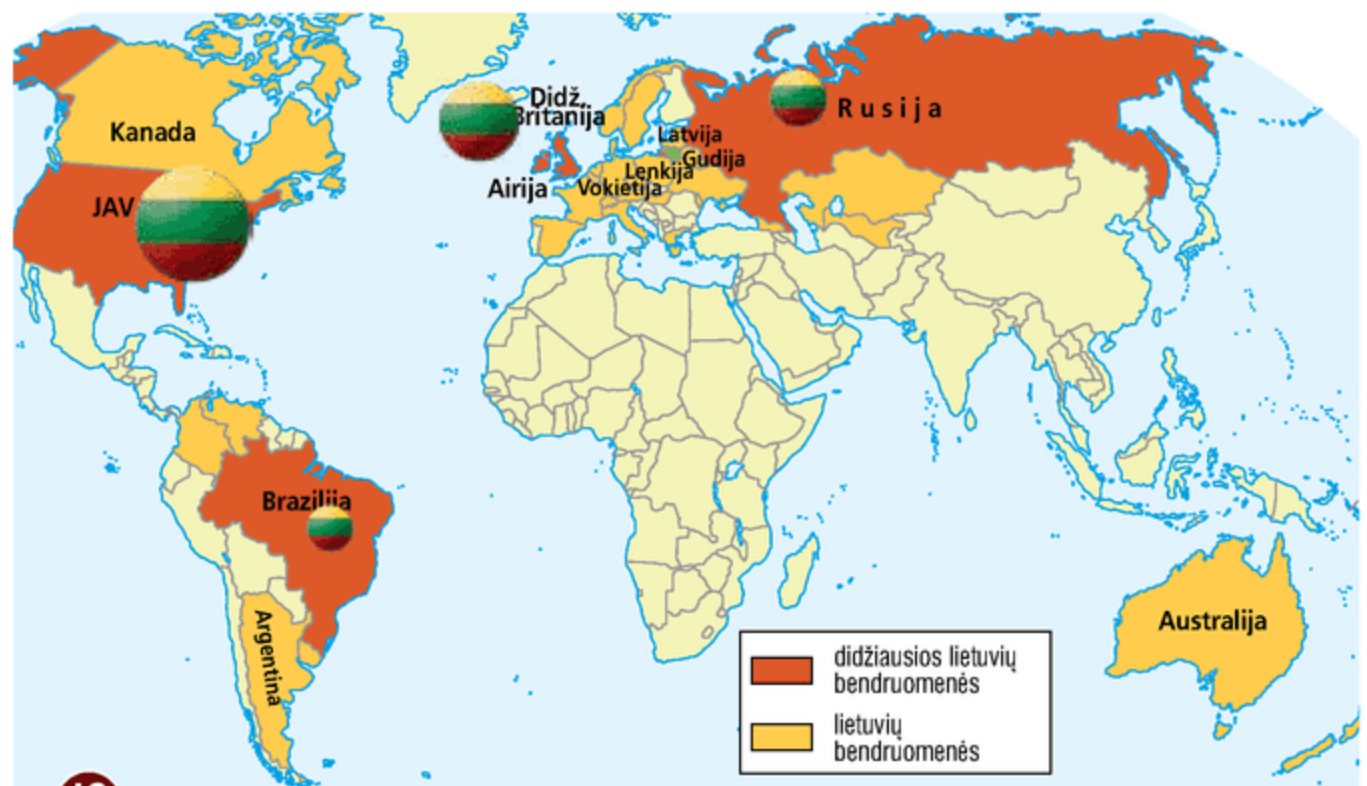 Kanada
JAV
Didž.
Britanija
Airija
Rusija
Latvija
Gudija
Lenkija
Vokietija
Brazilija
Argentina
Australija
didžiausios lietuvių
bendruomenės
lietuvių
bendruomenės